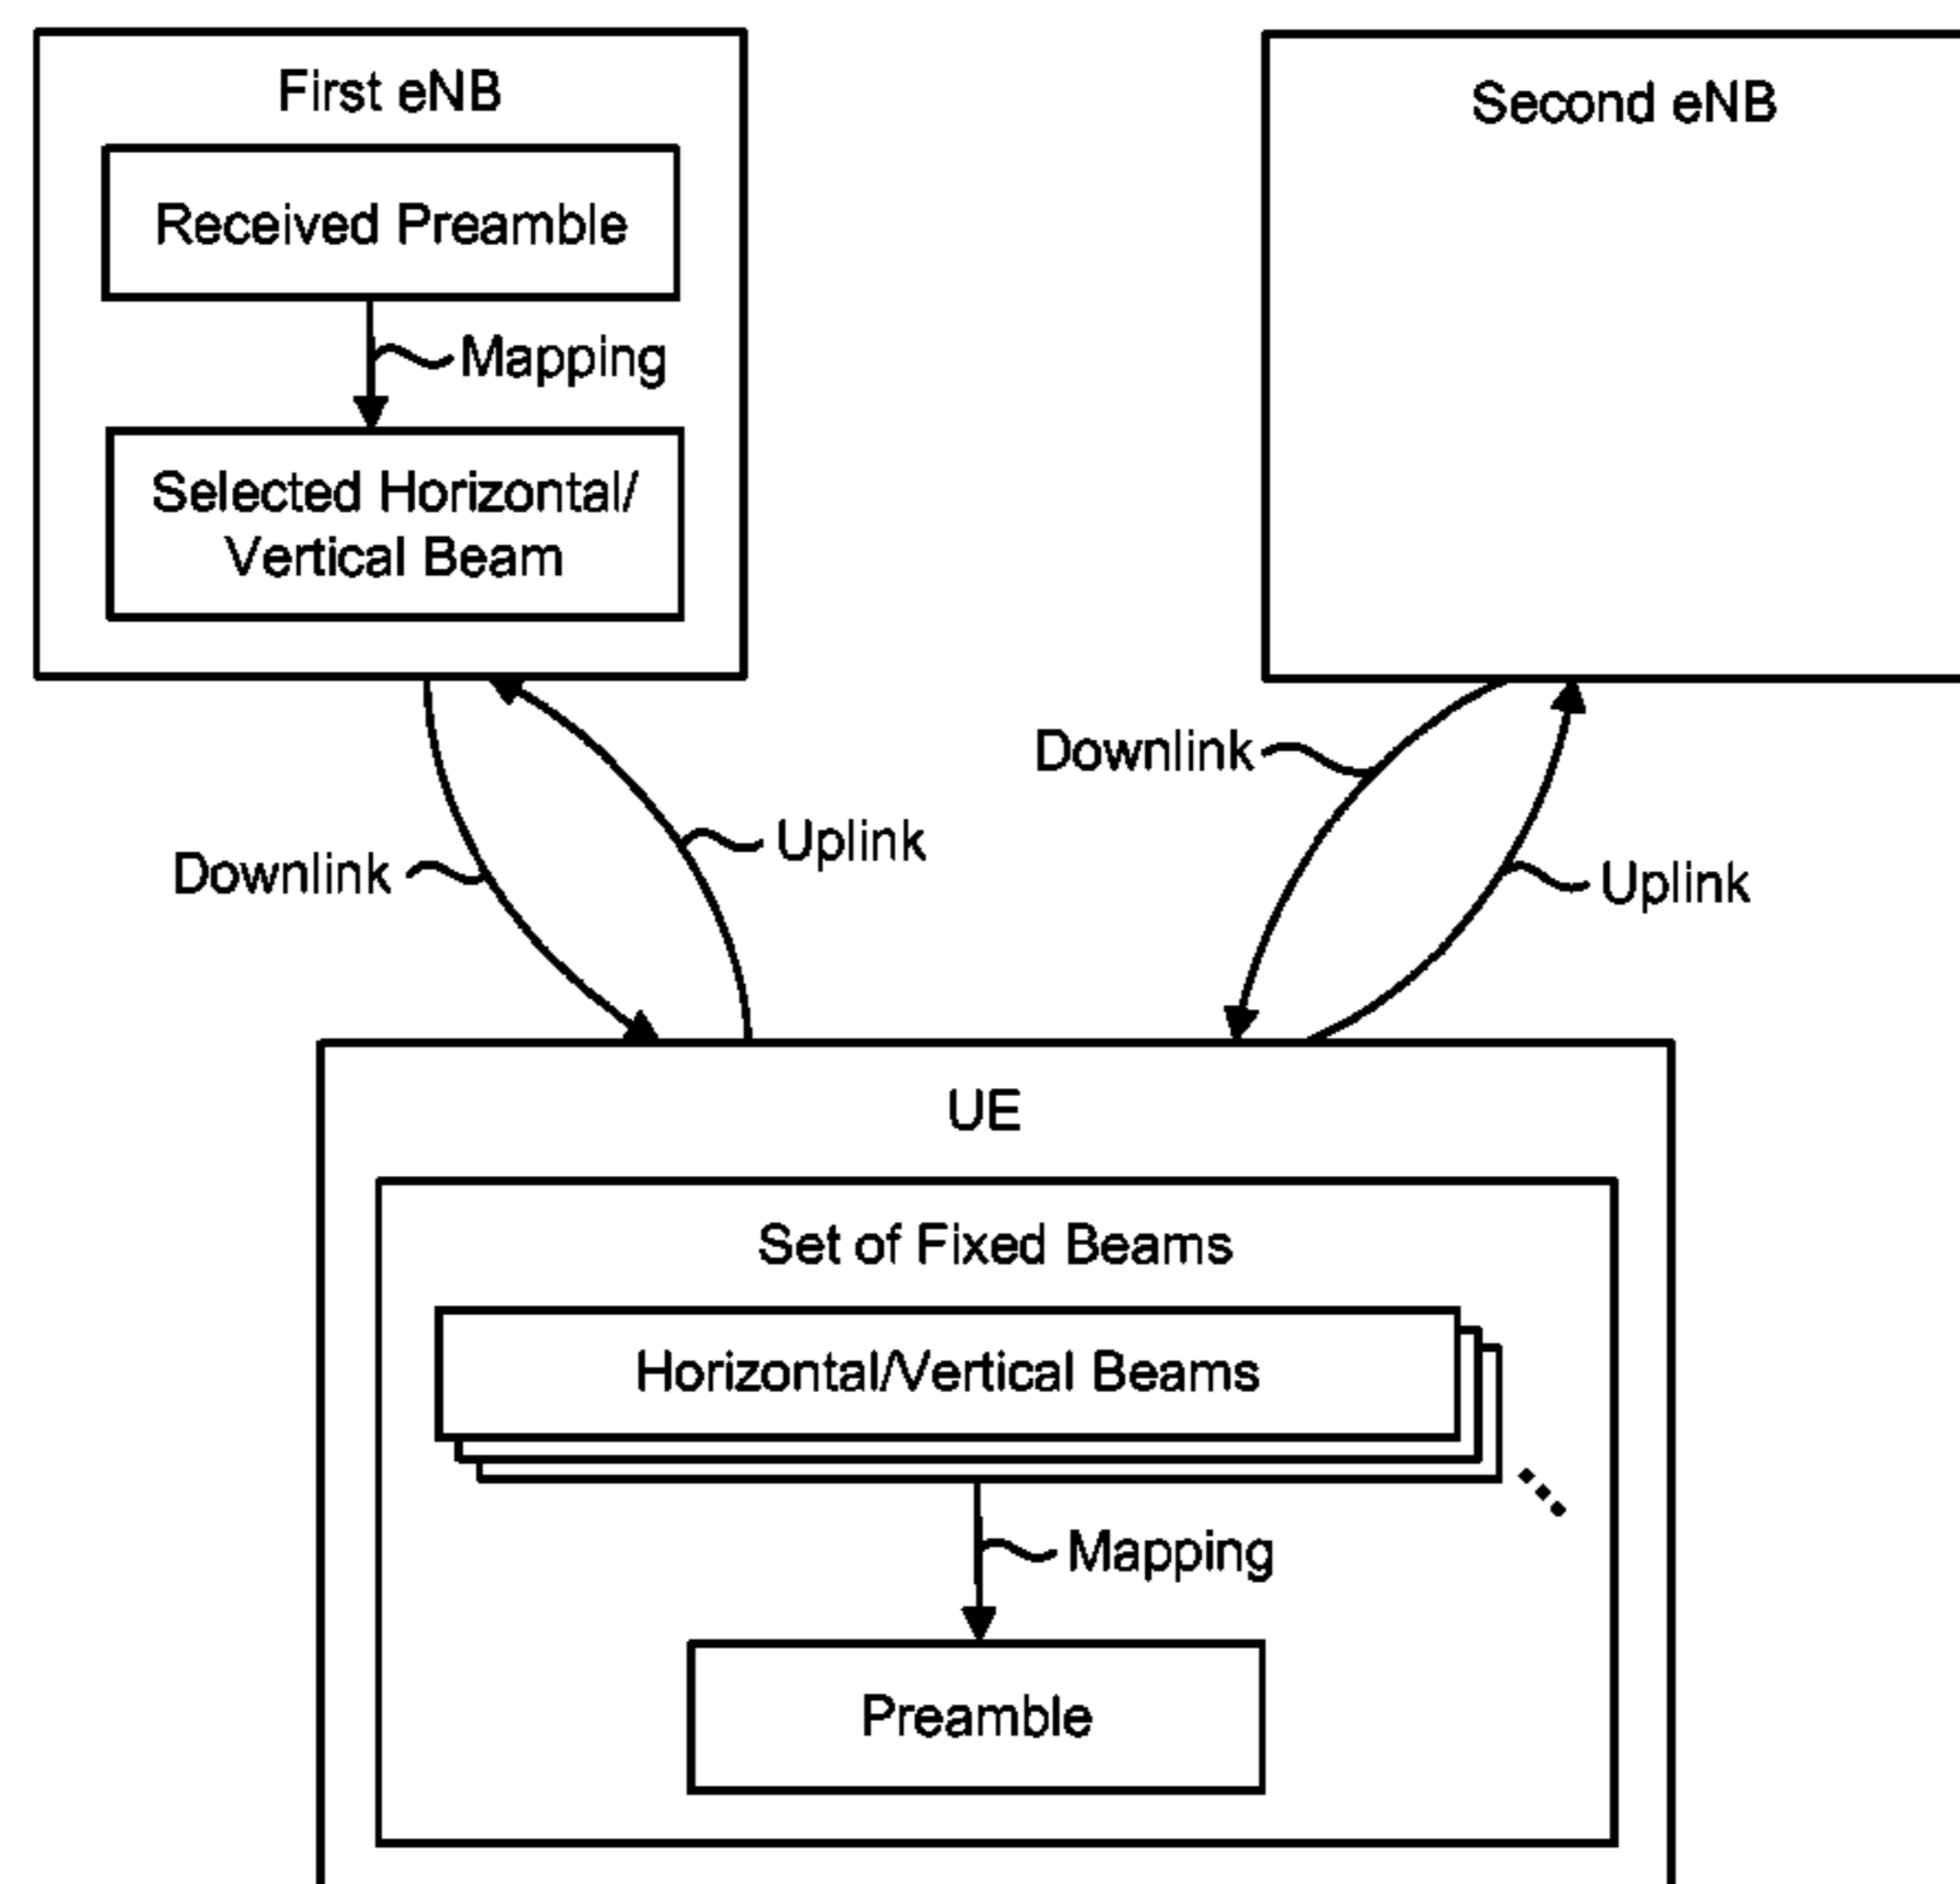 First eNB
Received Preamble
Mapping
Selected Horizontal/
Vertical Beam
Second eNB
Downlink
Uplink
Downlink
Uplink
UE
Set of Fixed Beams
Horizontal/Vertical Beams
Mapping
Preamble